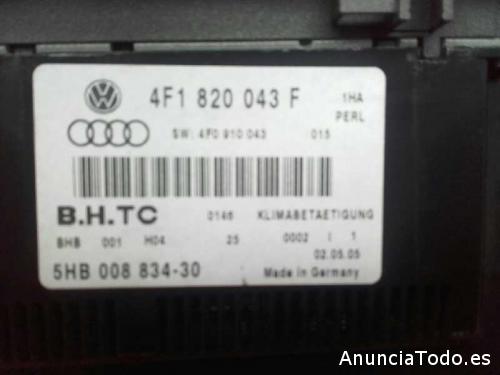 4F1 820 043 F 1HA
PERL
SW: 4F0 910 043 015
B.H.TC 0146 KLIMABETAETIGUNG
BHB 001 H04 25 0002 I 1
02.05.05
5HB 008 834-30 Made in Germany
AnunciaTodo.es